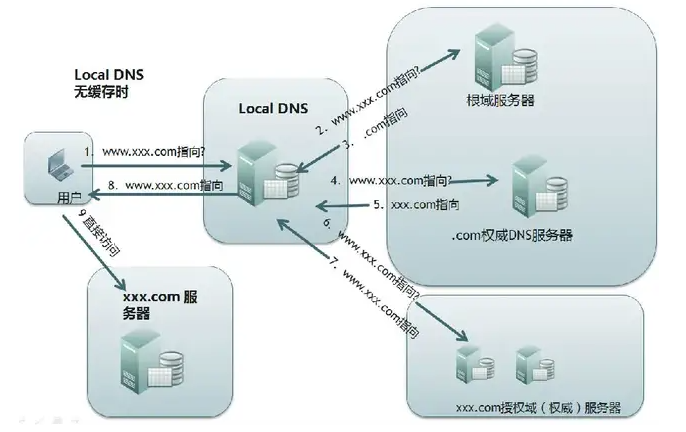 Local DNS
无缓存时
Local DNS
用户
1. www.xxx.com指向?
8. www.xxx.com指向
2. www.xxx.com指向?
3. .com指向
根域服务器
4. www.xxx.com指向?
5. xxx.com指向
.com权威DNS服务器
6. www.xxx.com指向?
7. www.xxx.com指向
9 直接访问
xxx.com 服
务器
xxx.com授权域（权威）服务器